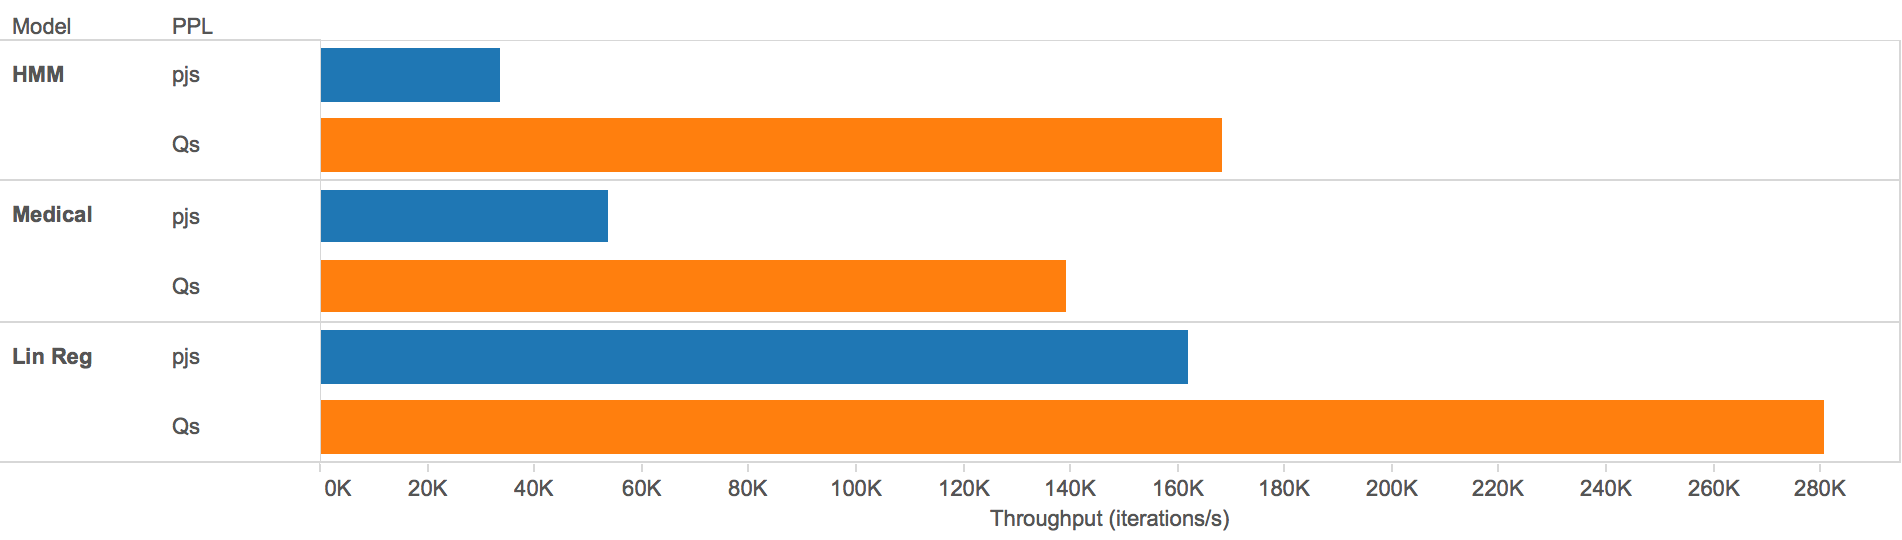 Model PPL
HMM pjs
Qs
Medical pjs
Qs
Lin Reg pjs
Qs
0K 20K 40K 60K 80K 100K 120K 140K 160K 180K 200K 220K 240K 260K 280K
Throughput (iterations/s)